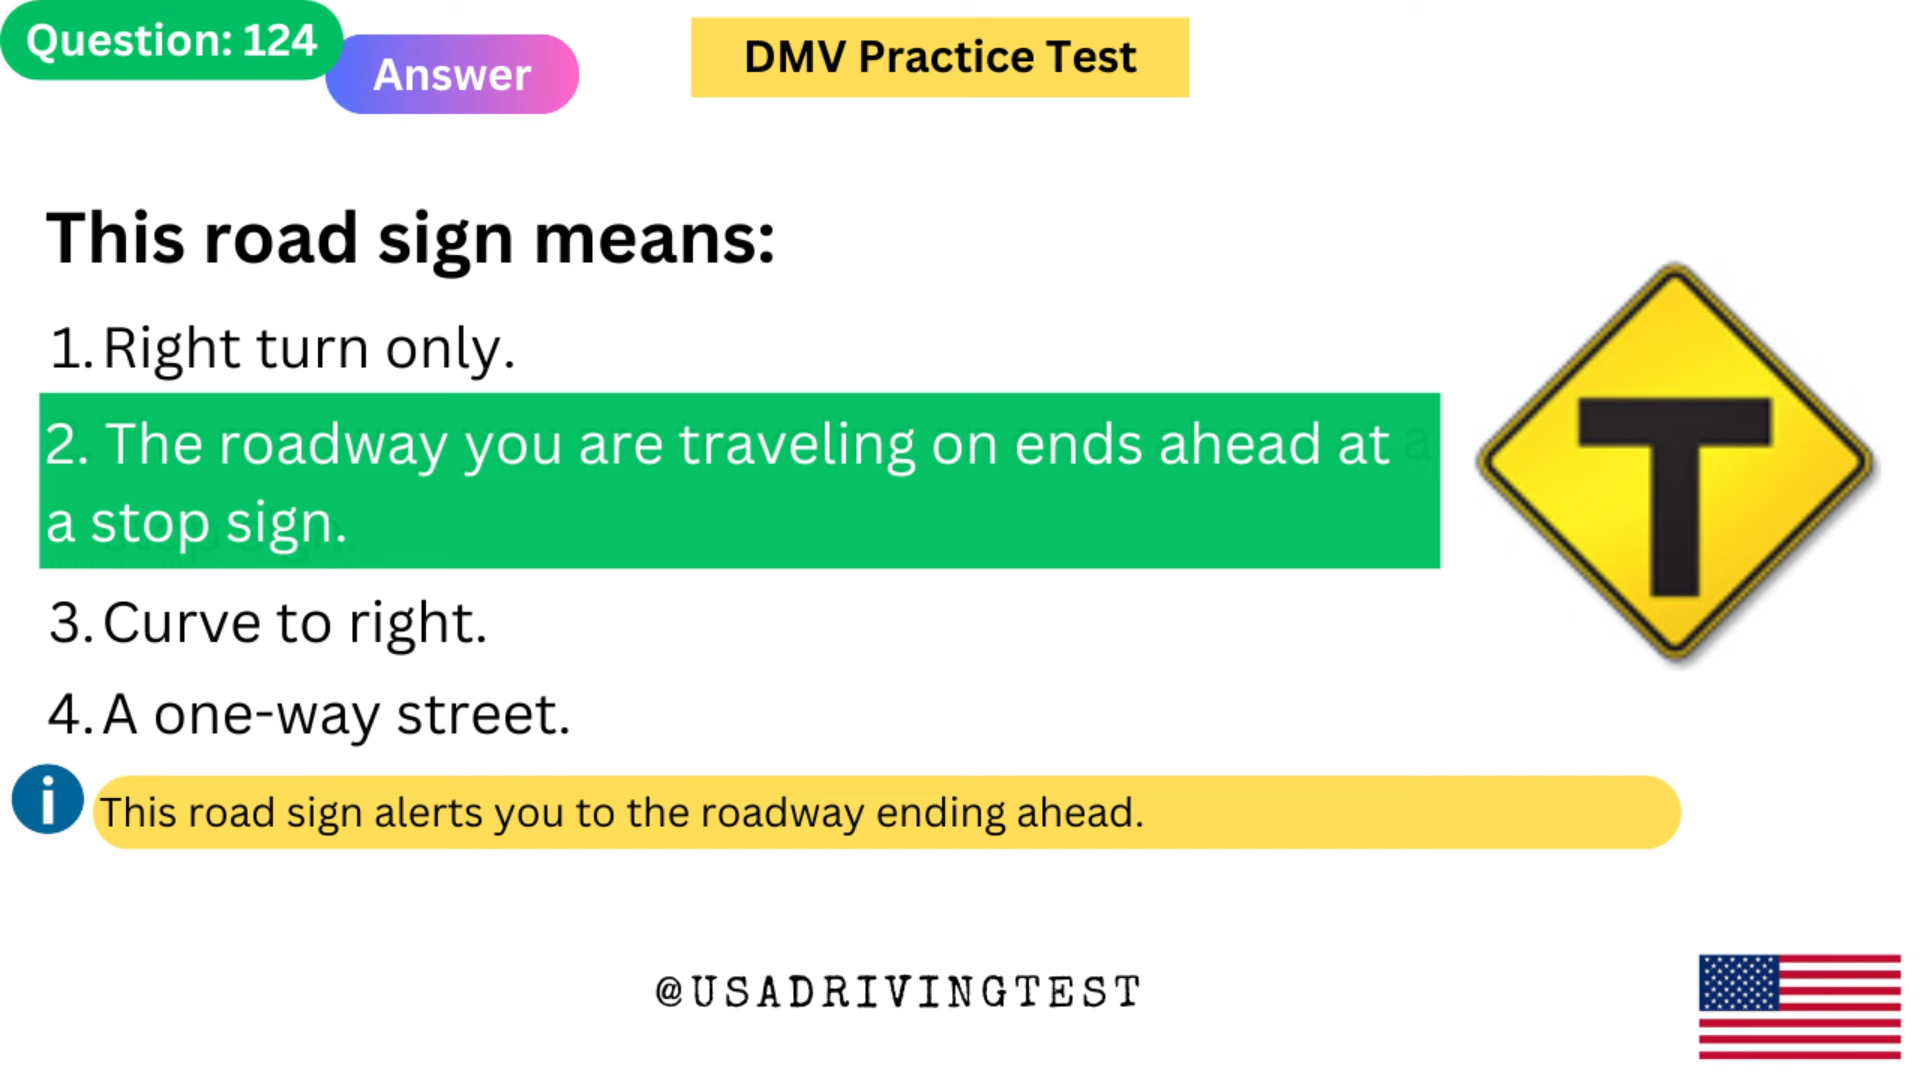 Question: 124
Answer
DMV Practice Test
This road sign means:
1. Right turn only.
2. The roadway you are traveling on ends ahead at
a stop sign.
3. Curve to right.
4. A one-way street.
i
This road sign alerts you to the roadway ending ahead.
@USADRIVINGTEST